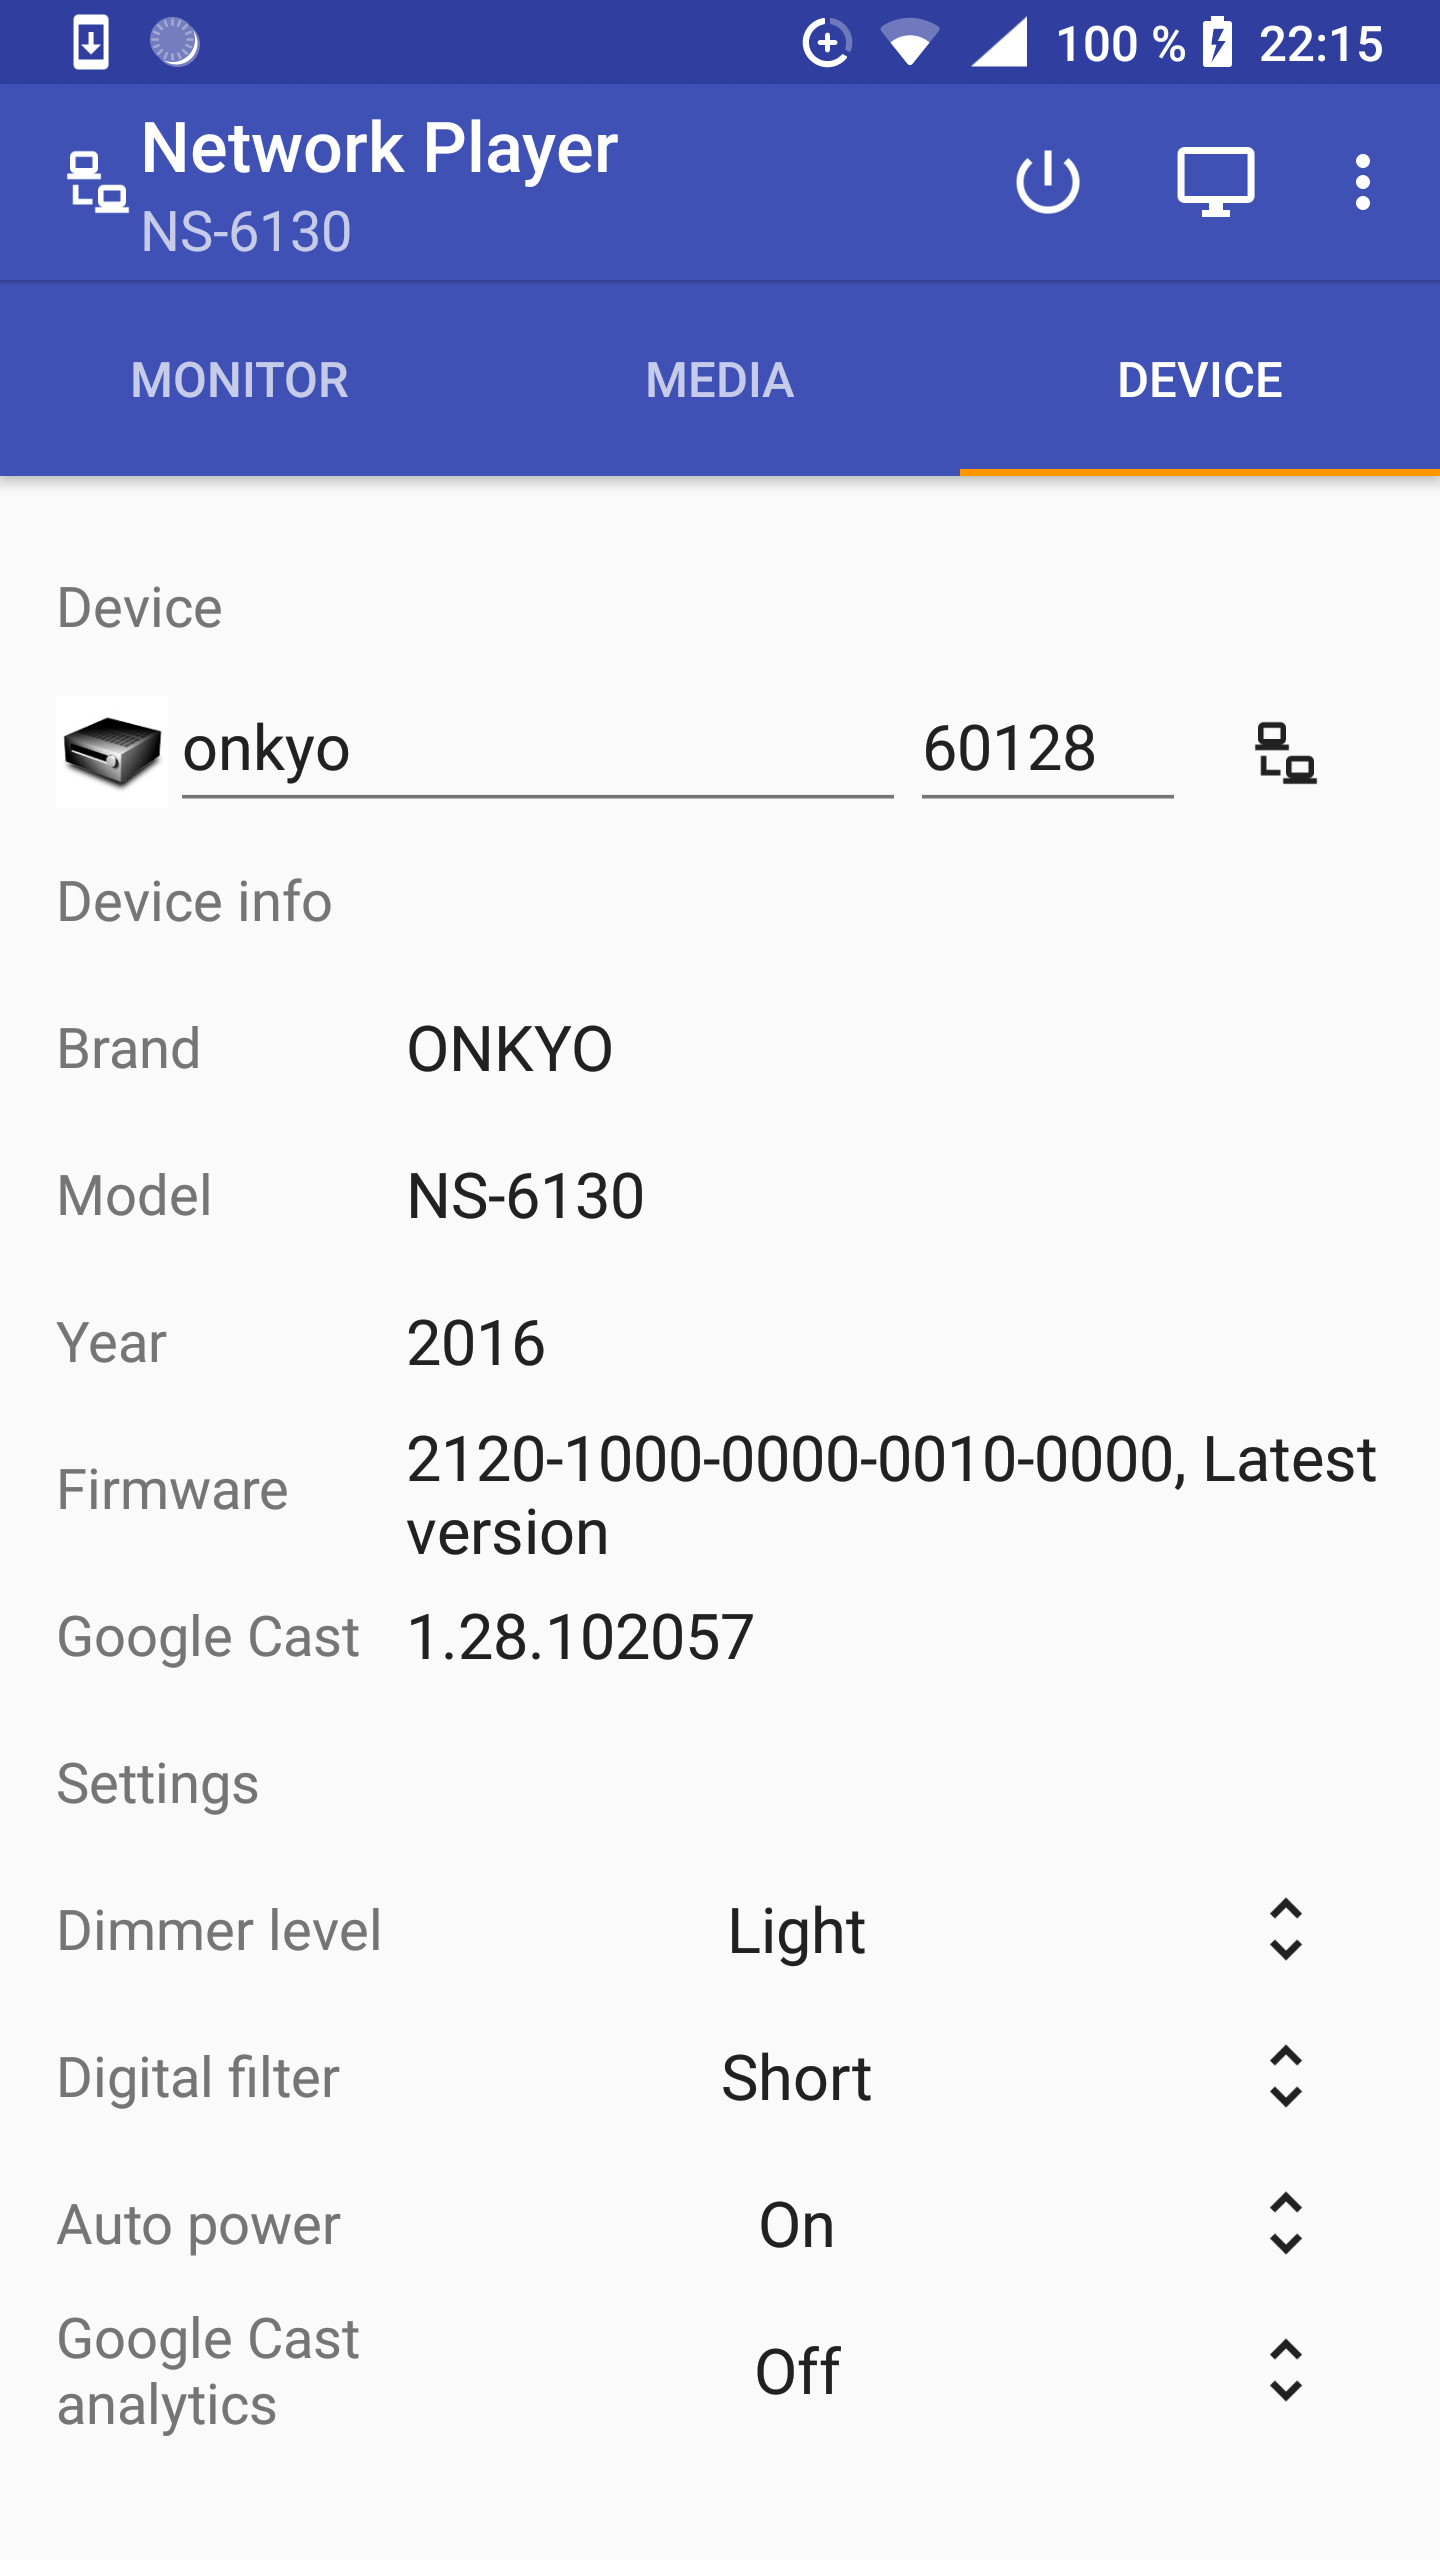 100 % 22:15
Network Player
NS-6130
MONITOR MEDIA DEVICE
Device
onkyo 60128
Device info
Brand ONKYO
Model NS-6130
Year 2016
Firmware 2120-1000-0000-0010-0000, Latest
version
Google Cast 1.28.102057
Settings
Dimmer level Light
Digital filter Short
Auto power On
Google Cast
analytics Off